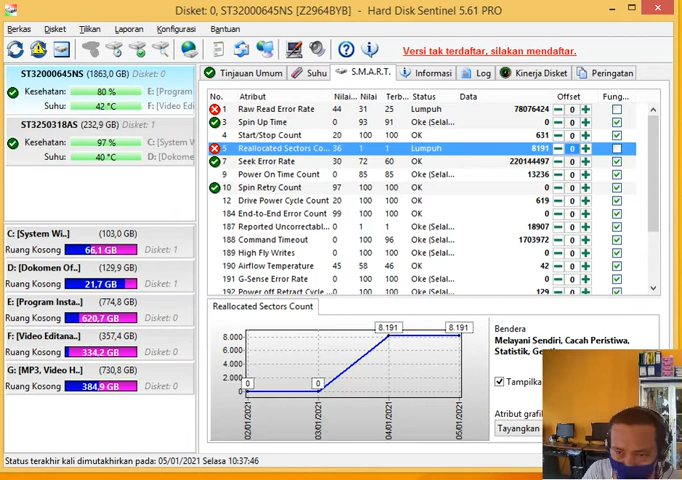 Disket: 0, ST32000645NS [Z2964BYB] - Hard Disk Sentinel 5.61 PRO
Berkas Disket Tilikan Laporan Konfigurasi Bantuan
Versi tak terdaftar, silakan mendaftar.
ST32000645NS (1863,0 GB) Disket: 0
Kesehatan: 80 % E: [Program
Suhu: 42 °C F: [Video Edit
ST3250318AS (232,9 GB) Disket: 1
Kesehatan: 97 % C: [System W
Suhu: 40 °C D: [Dokume
C: [System Wi.. (103,0 GB)
Ruang Kosong 66,1 GB Disket: 1
D: [Dokomen Of.. (129,9 GB)
Ruang Kosong 21,7 GB Disket: 1
E: [Program Insta.. (774,8 GB)
Ruang Kosong 620,7 GB Disket: 0
F: [Video Editana.. (357,4 GB)
Ruang Kosong 334,2 GB Disket: 0
G: [MP3, Video H.. (730,8 GB)
Ruang Kosong 384,9 GB Disket: 0
Tinjauan Umum Suhu S.M.A.R.T. Informasi Log Kinerja Disket Peringatan
No. Atribut Nilai... Nilai Terb... Status Data Offset Fung...
1 Raw Read Error Rate 44 31 25 Lumpuh 78076424 0
3 Spin Up Time 0 93 91 Oke (Selal... 0 0
4 Start/Stop Count 20 100 100 OK 631 0
5 Reallocated Sectors Co... 36 1 1 Lumpuh 8191 0
7 Seek Error Rate 30 72 60 OK 220144497 0
9 Power On Time Count 0 85 85 Oke (Selal... 13236 0
10 Spin Retry Count 97 100 100 OK 0 0
12 Drive Power Cycle Count 20 100 100 OK 619 0
184 End-to-End Error Count 99 100 100 OK 0 0
187 Reported Uncorrectabl... 0 1 1 Oke (Selal... 18907 0
188 Command Timeout 0 100 96 Oke (Selal... 1703972 0
189 High Fly Writes 0 100 100 Oke (Selal... 0 0
190 Airflow Temperature 45 58 46 OK 42 0
191 G-Sense Error Rate 0 100 100 Oke (Selal... 0 0
192 Power off Retract Cycle 0 100 100 Oke (Selal... 129 0
Reallocated Sectors Count
8.000
6.000
4.000
2.000
0
0 0 8.191 8.191
02/01/2021 03/01/2021 04/01/2021 05/01/2021
Bendera
Melayani Sendiri, Cacah Peristiwa,
Statistik,
Tampilka
Atribut grafi
Tayangkan
Status terakhir kali dimutakhirkan pada: 05/01/2021 Selasa 10:37:46